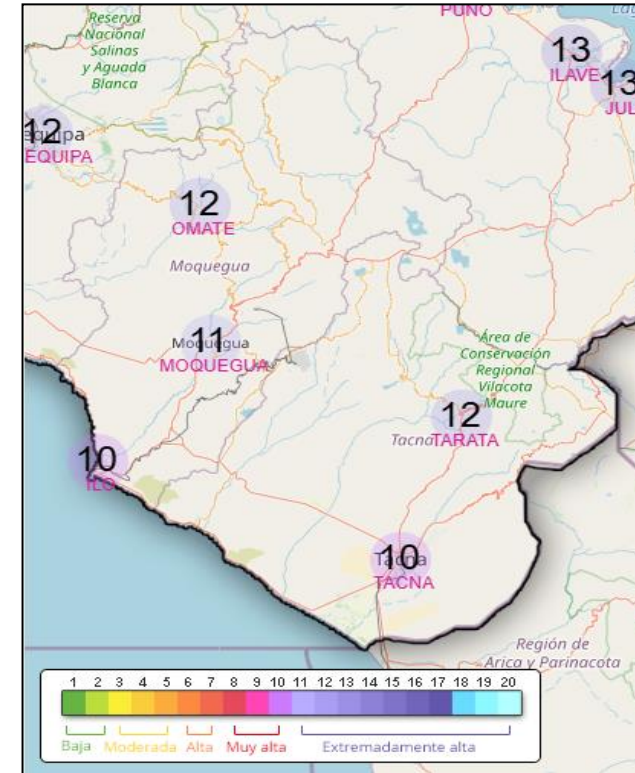 PUNO
Reserva
Nacional
Salinas
y Aguada
Blanca
13
ILAVE
13
JUL
12
equipa
EQUIPA
12
OMATE
Moquegua
11
Moquegua
MOQUEGUA
Área de
Conservación
Regional
Vilacota
Maure
12
Tacna
TARATA
10
ILO
10
Tacna
TACNA
Región de
Arica y Parinacota
1 2 3 4 5 6 7 8 9 10 11 12 13 14 15 16 17 18 19 20
Baja Moderada Alta Muy alta Extremadamente alta